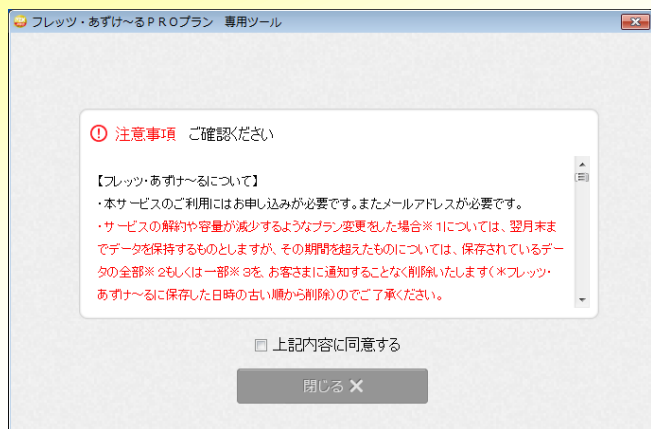 フレッツ・あずけ～るＰＲＯプラン　専用ツール
注意事項　ご確認ください
【フレッツ・あずけ～るについて】
・本サービスのご利用にはお申し込みが必要です。またメールアドレスが必要です。
・サービスの解約や容量が減少するようなプラン変更をした場合※1については、翌月末ま
でデータを保持するものとしますが、その期間を超えたものについては、保存されているデー
タの全部※2もしくは一部※3を、お客さまに通知することなく削除いたします(＊フレッツ・
あずけ～るに保存した日時の古い順から削除)のでご了承ください。
上記内容に同意する
閉じる ✕